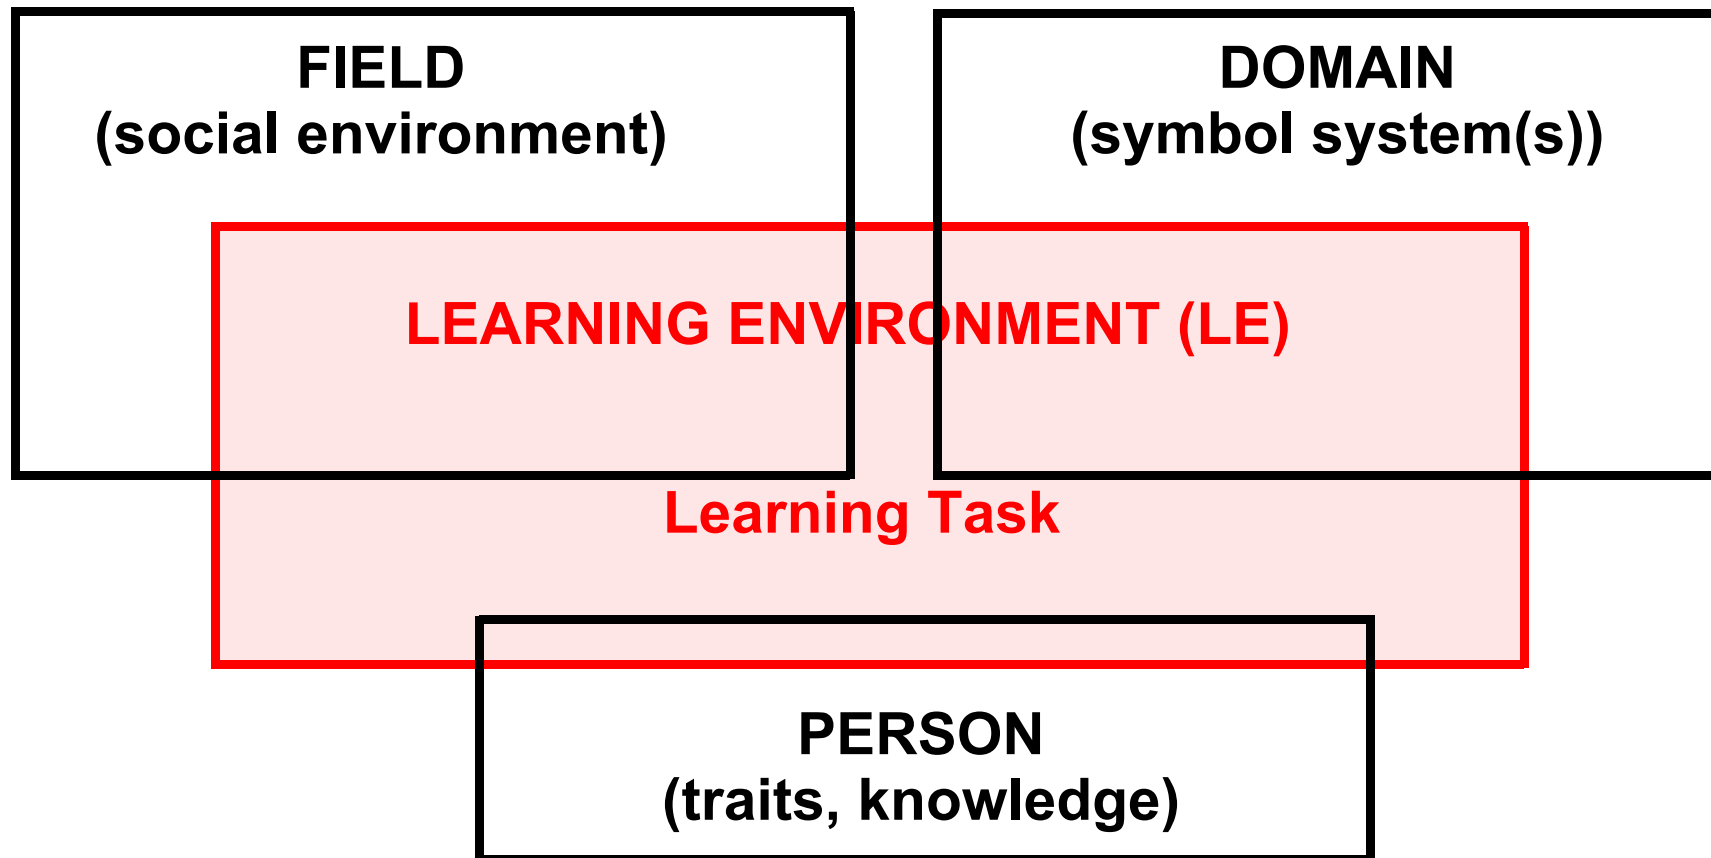 FIELD
(social environment)
DOMAIN
(symbol system(s))
LEARNING ENVIRONMENT (LE)
Learning Task
PERSON
(traits, knowledge)